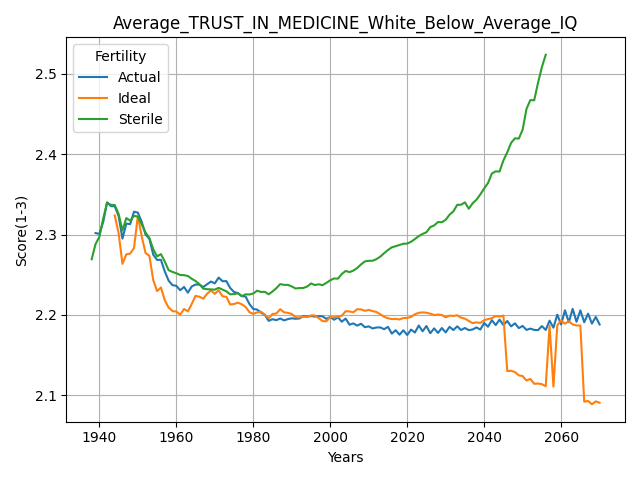 Average_TRUST_IN_MEDICINE_White_Below_Average_IQ
Fertility
Actual
Ideal
Sterile
Score(1-3)
2.5
2.4
2.3
2.2
2.1
1940 1960 1980 2000 2020 2040 2060
Years